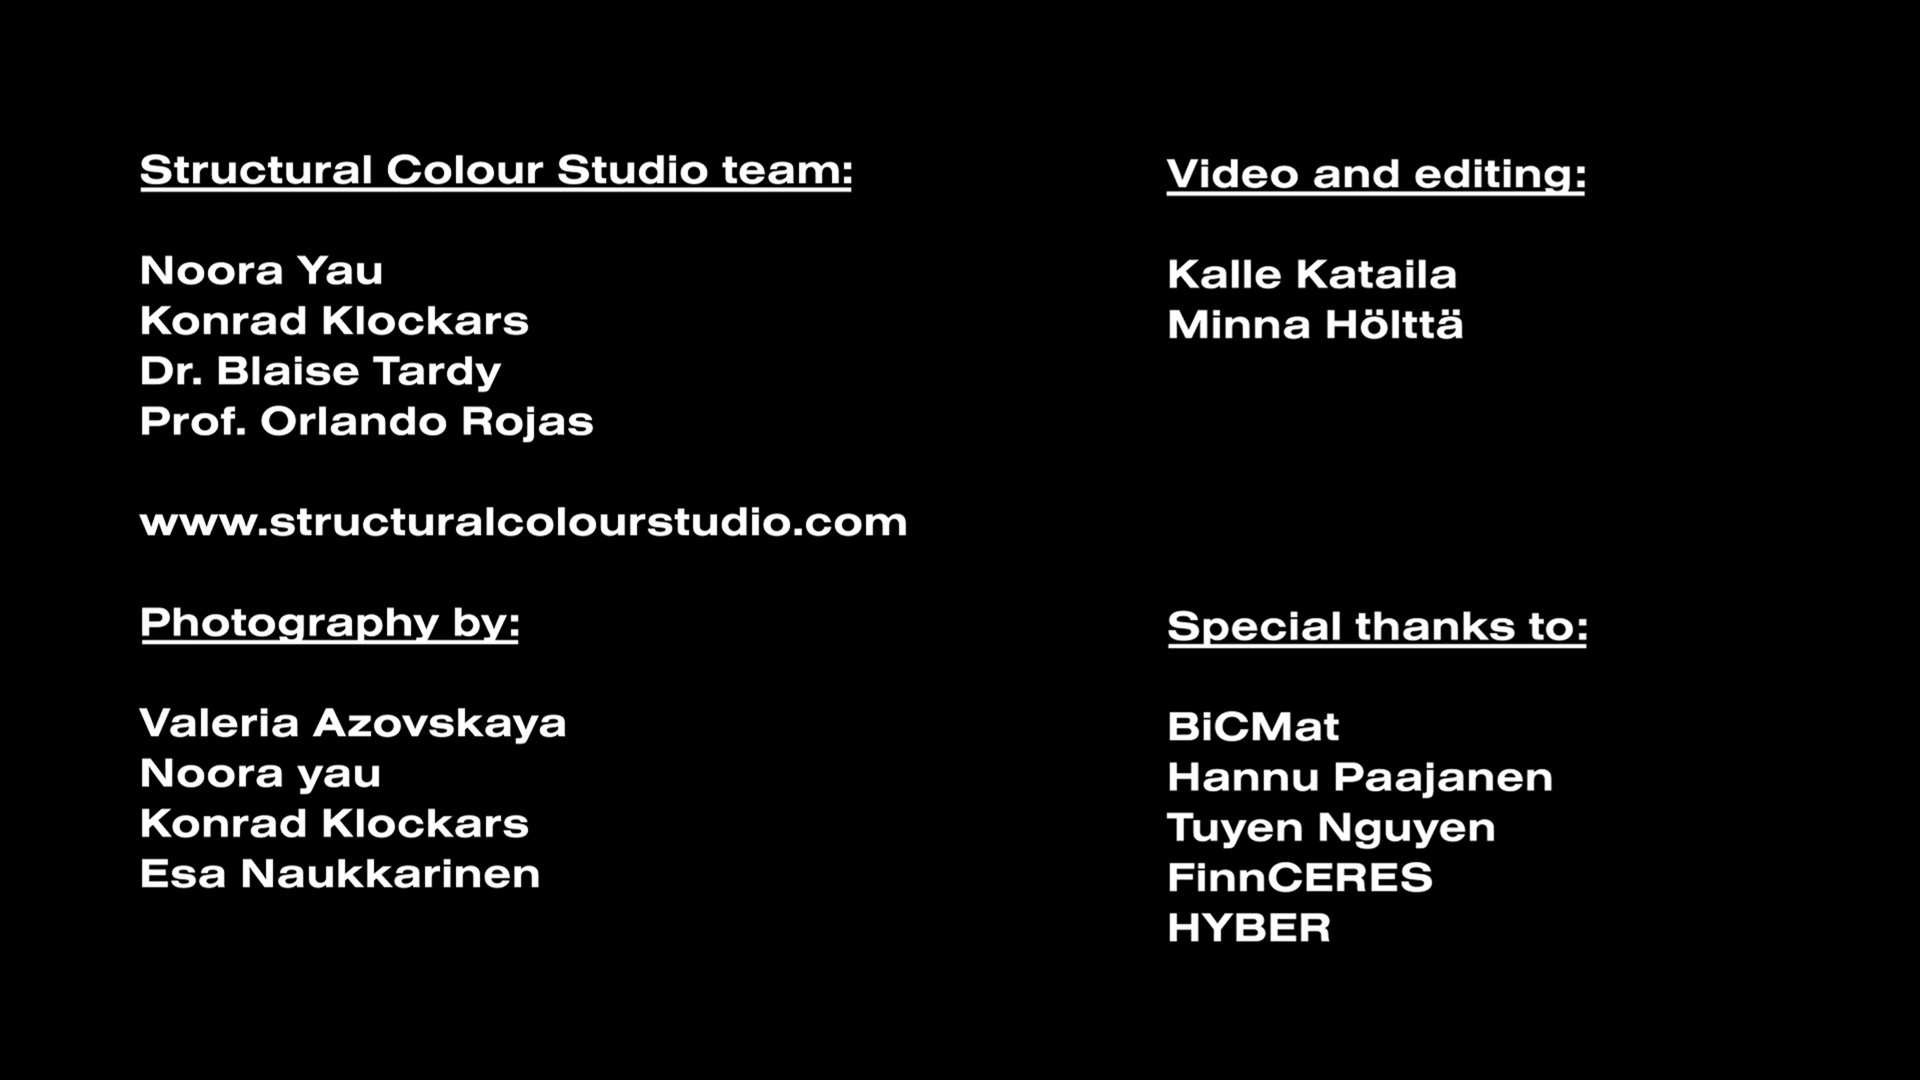 Structural Colour Studio team:
Noora Yau
Konrad Klockars
Dr. Blaise Tardy
Prof. Orlando Rojas
www.structuralcolourstudio.com
Photography by:
Valeria Azovskaya
Noora yau
Konrad Klockars
Esa Naukkarinen
Video and editing:
Kalle Kataila
Minna Hölttä
Special thanks to:
BiCMat
Hannu Paajanen
Tuyen Nguyen
FinnCERES
HYBER